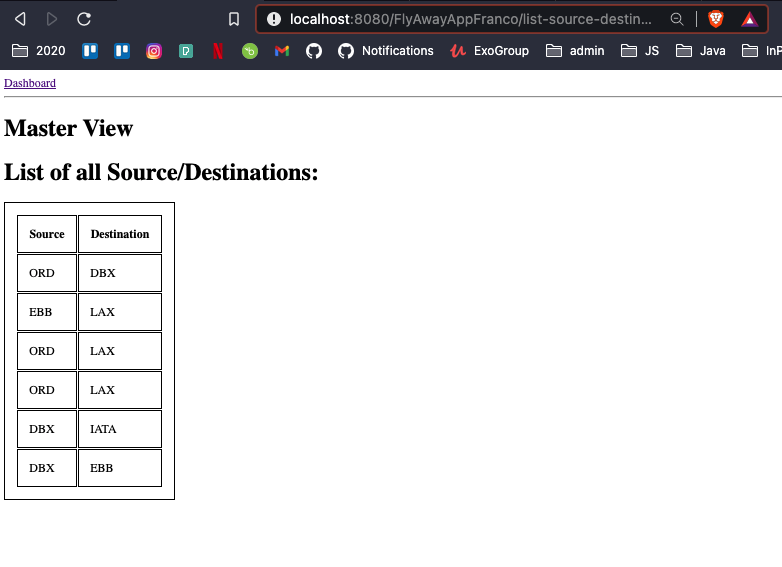 localhost:8080/FlyAwayAppFranco/list-source-destin...
2020 Notifications ExoGroup admin JS Java InP
Dashboard
Master View
List of all Source/Destinations:
Source Destination
ORD DBX
EBB LAX
ORD LAX
ORD LAX
DBX IATA
DBX EBB